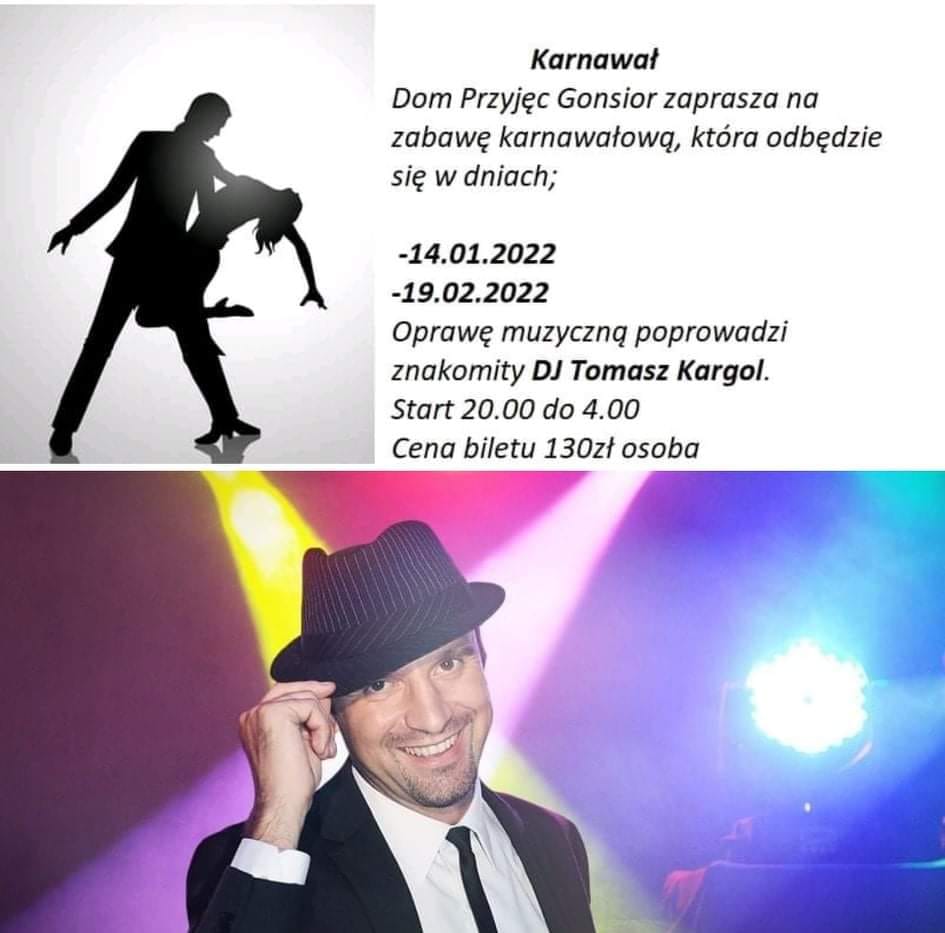 Karnawał
Dom Przyjęc Gonsior zaprasza na
zabawę karnawałową, która odbędzie
się w dniach;
-14.01.2022
-19.02.2022
Oprawę muzyczną poprowadzi
znakomity DJ Tomasz Kargol.
Start 20.00 do 4.00
Cena biletu 130zł osoba